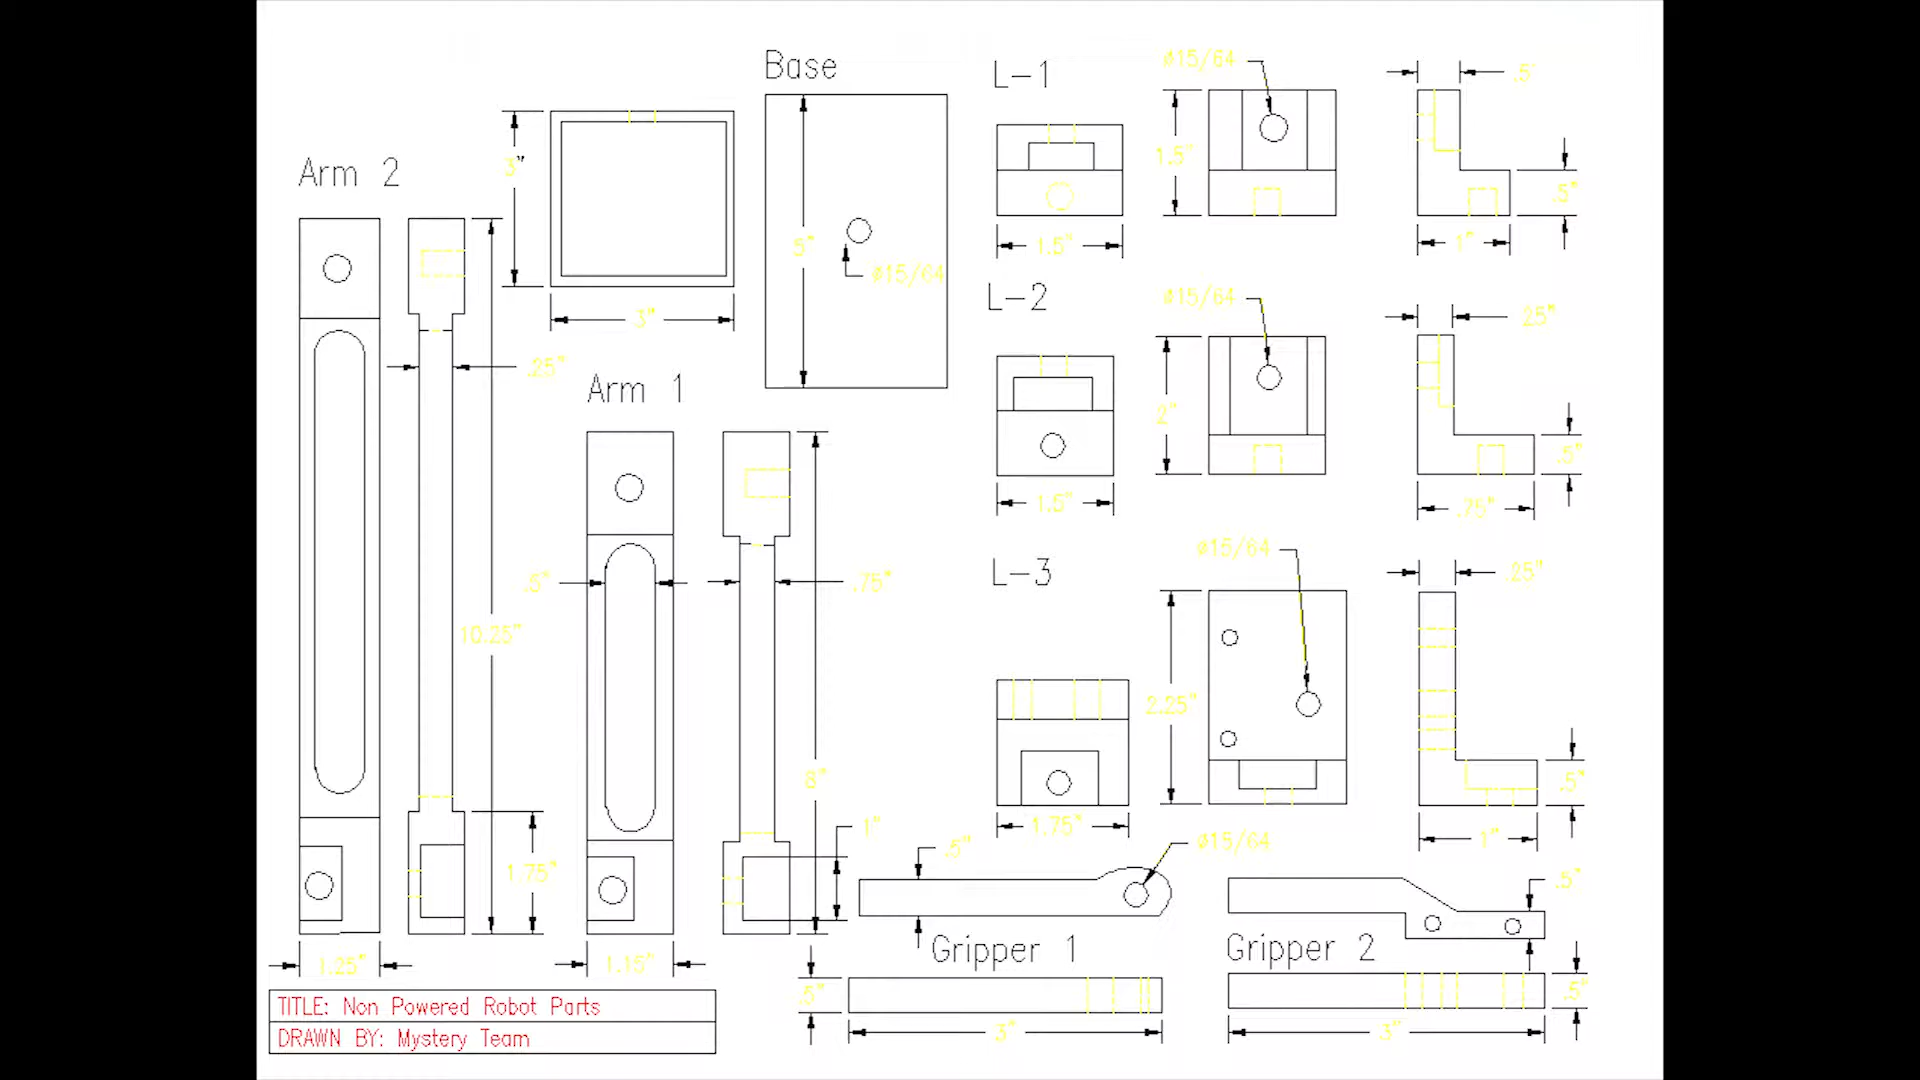 Arm 2
10.25"
.25"
1.75"
1.25"
3"
3"
Base
5"
ø15/64
Arm 1
.5"
.75"
8"
1"
1.15"
L-1
1.5"
ø15/64
1.5"
.5"
.5"
1"
L-2
1.5"
ø15/64
2"
.25"
.5"
.75"
L-3
1.75"
ø15/64
2.25"
.25"
.5"
1"
.5"
ø15/64
Gripper 1
.5"
3"
.5"
Gripper 2
.5"
3"
TITLE: Non Powered Robot Parts
DRAWN BY: Mystery Team